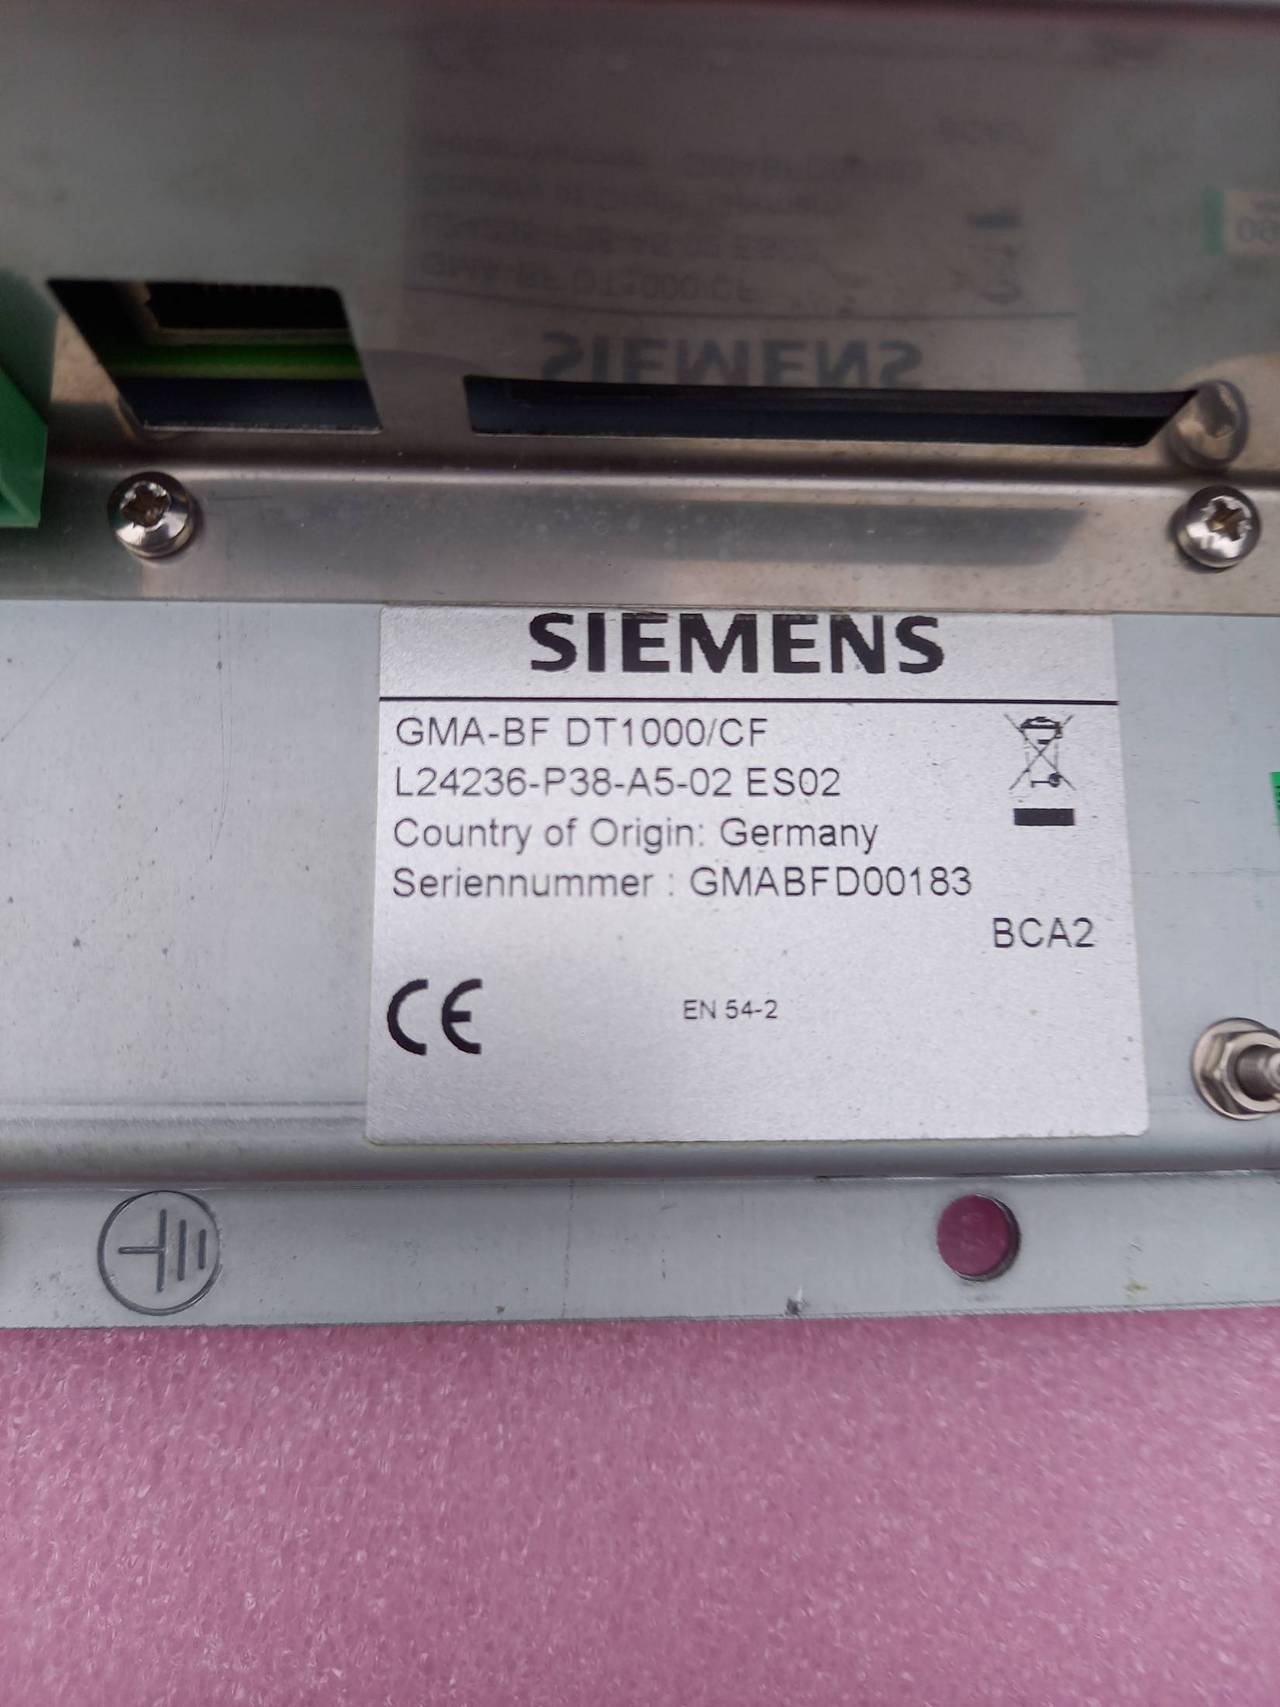 SIEMENS
GMA-BF DT1000/CF
L24236-P38-A5-02 ES02
Country of Origin: Germany
Seriennummer : GMABFD00183
BCA2
CE
EN 54-2